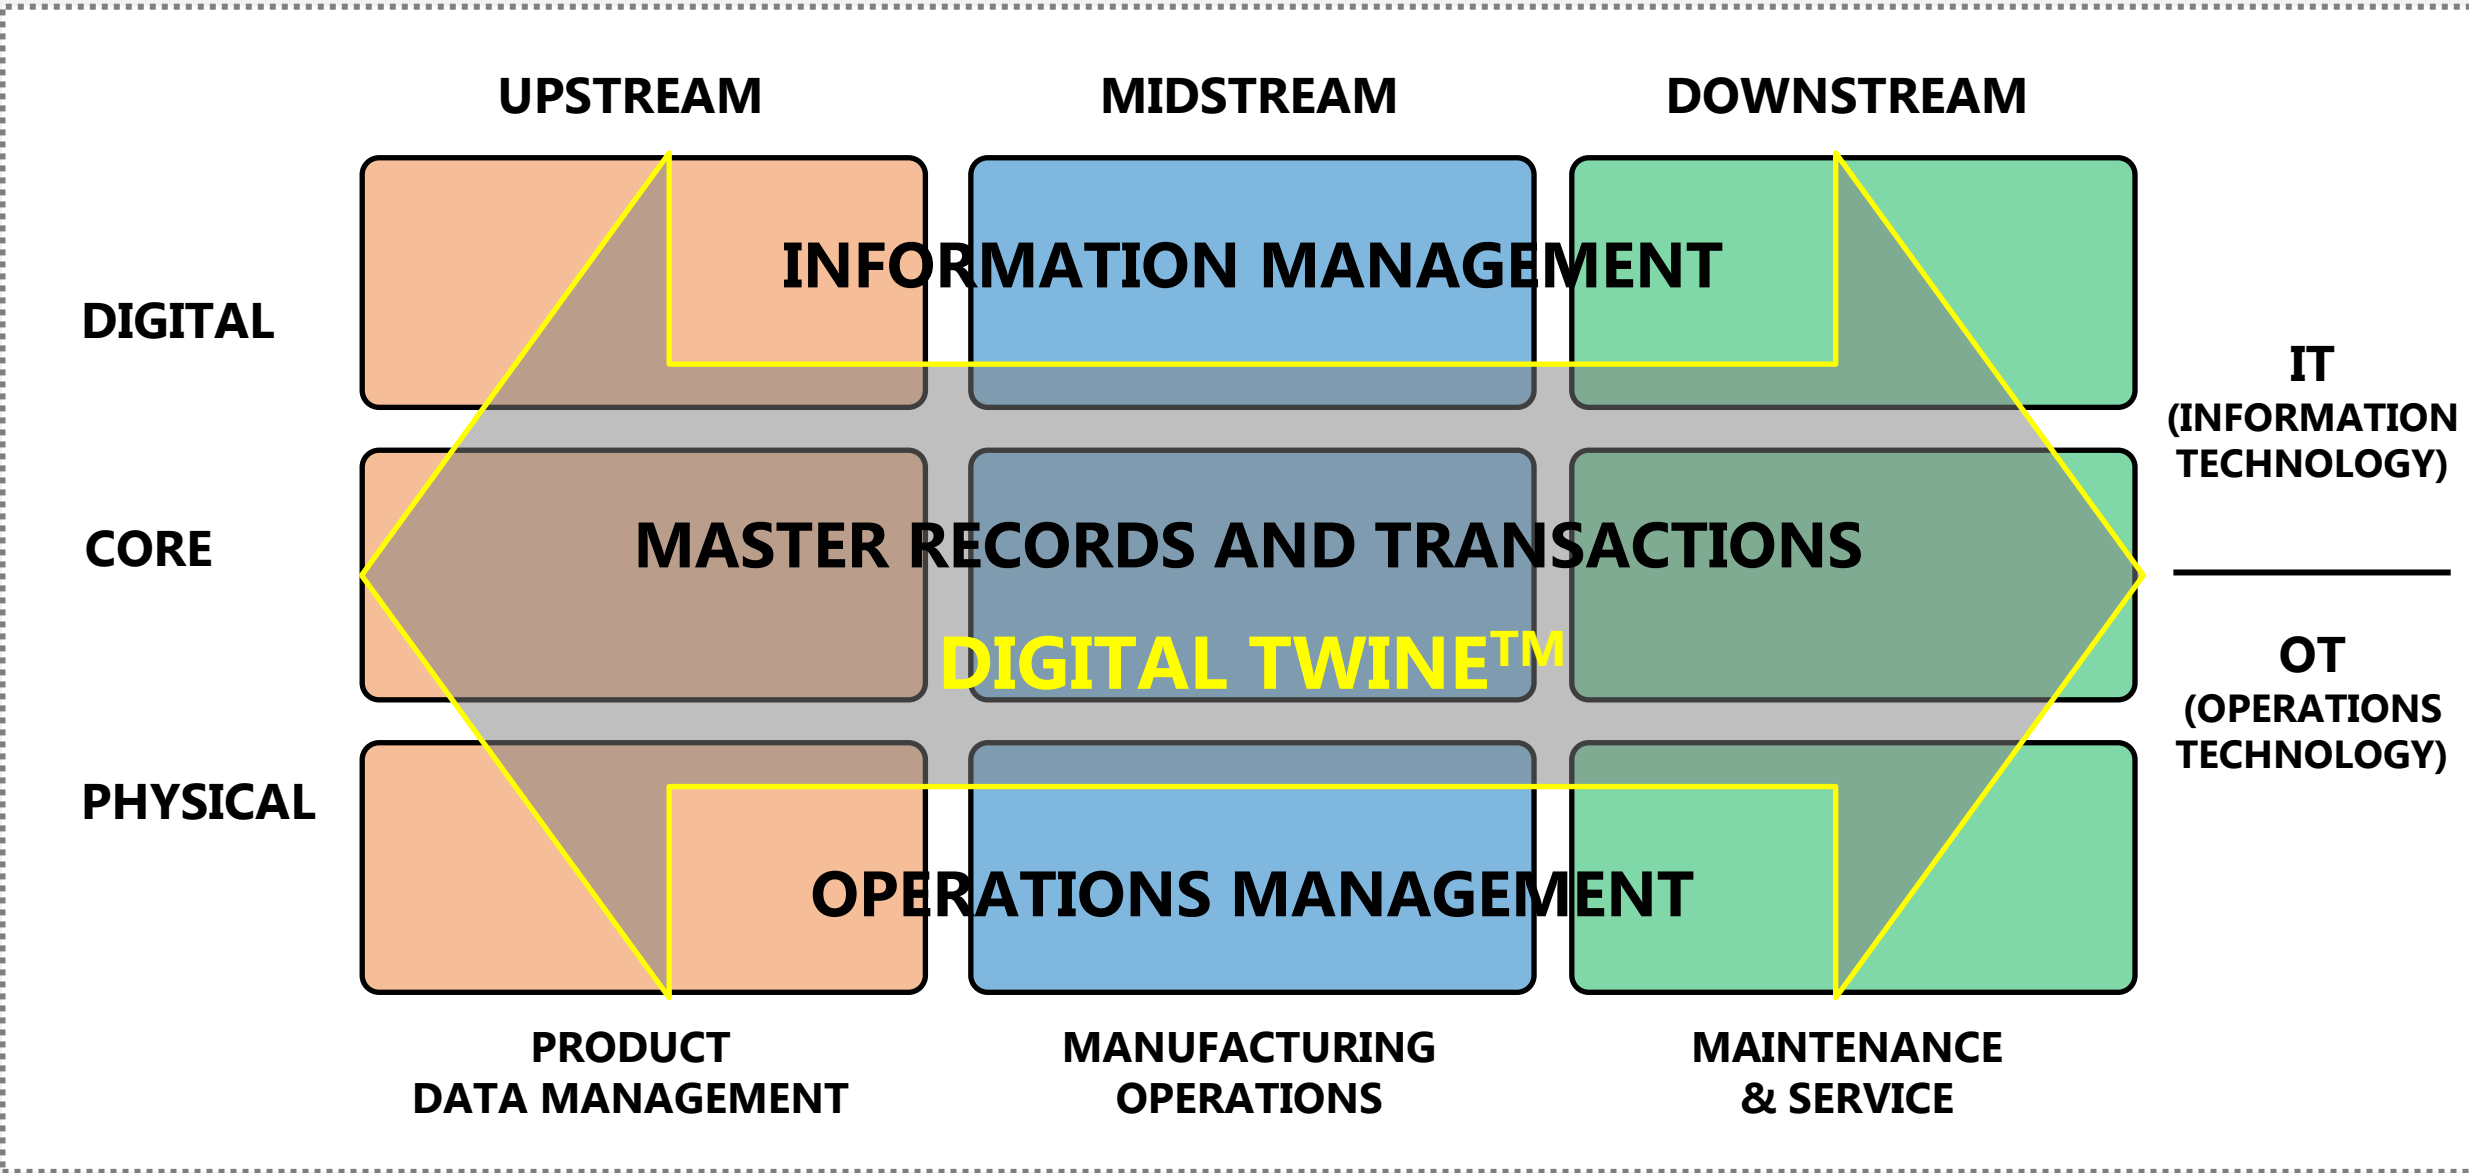 UPSTREAM
MIDSTREAM
DOWNSTREAM
INFORMATION MANAGEMENT
DIGITAL
IT
(INFORMATION
TECHNOLOGY)
MASTER RECORDS AND TRANSACTIONS
CORE
DIGITAL TWINE™
OT
(OPERATIONS
TECHNOLOGY)
PHYSICAL
OPERATIONS MANAGEMENT
PRODUCT
DATA MANAGEMENT
MANUFACTURING
OPERATIONS
MAINTENANCE
& SERVICE